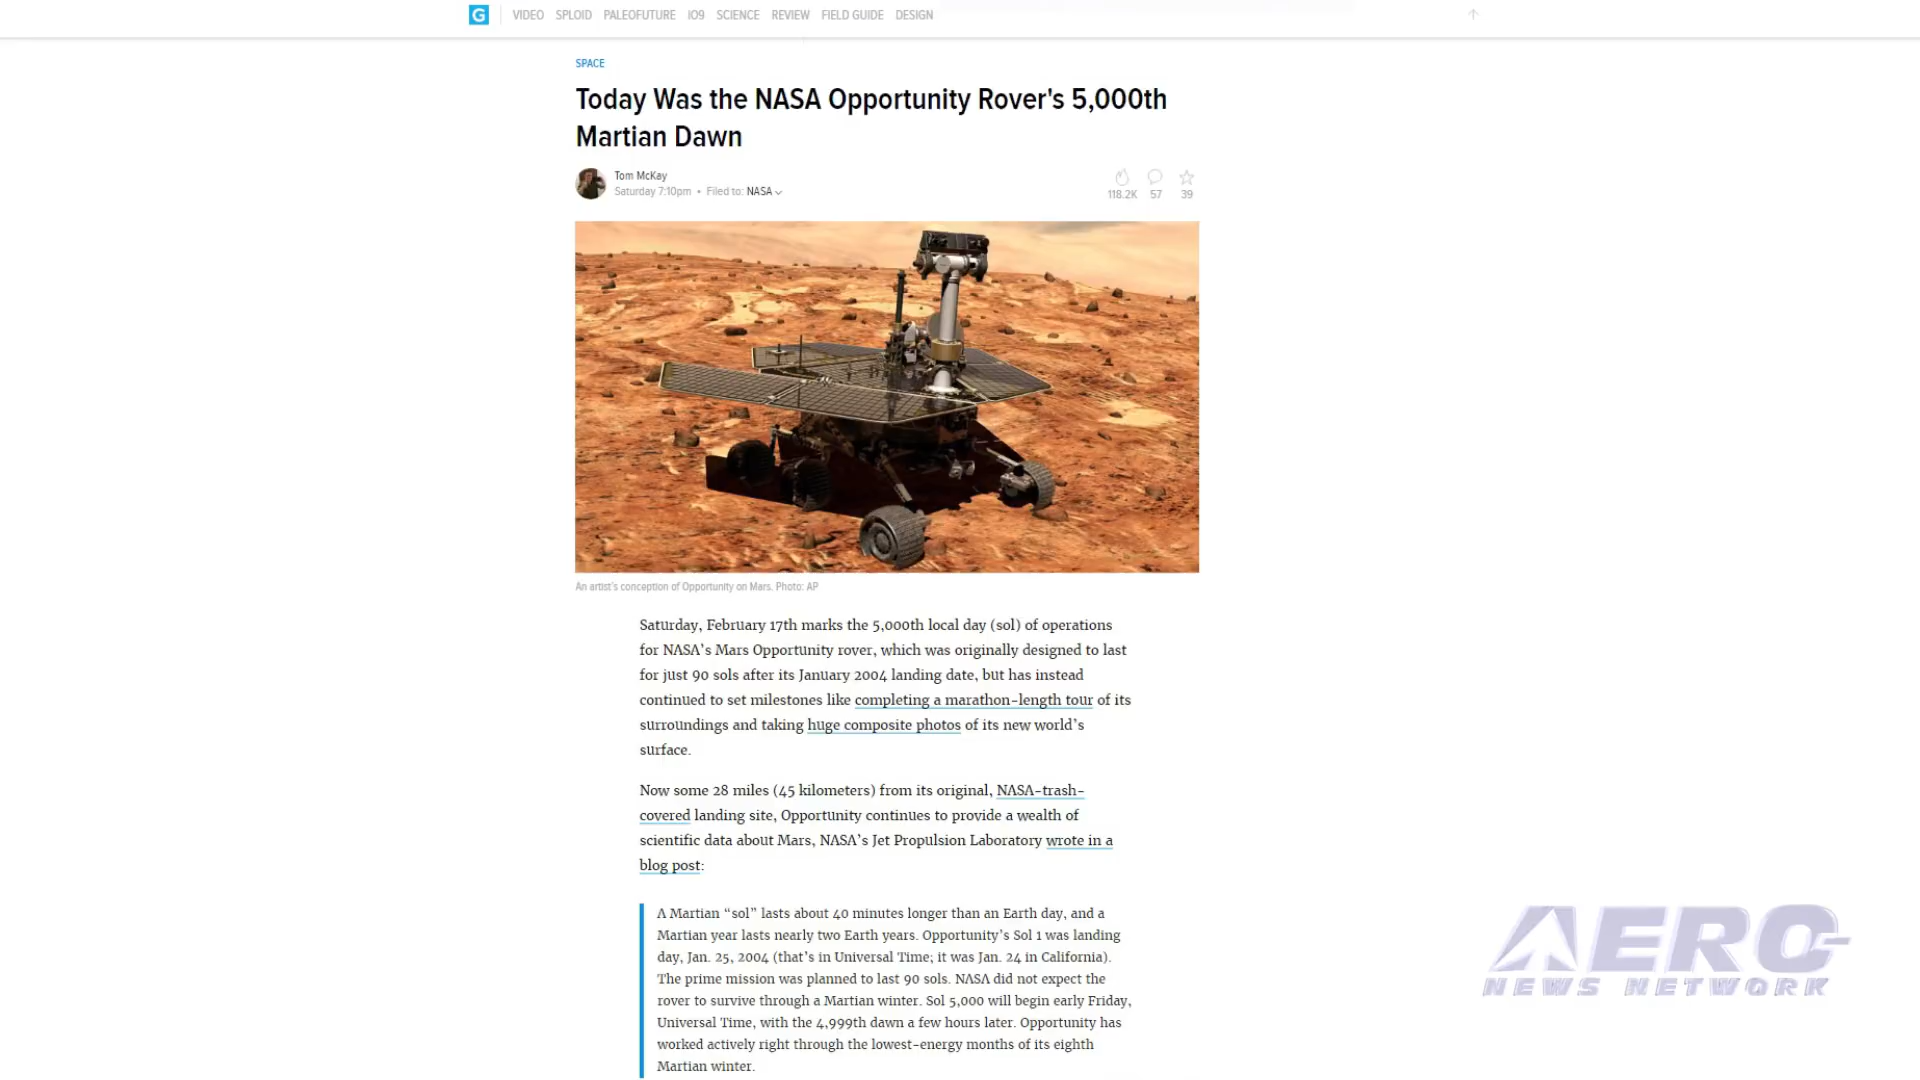 G VIDEO SPLOID PALEOFUTURE IO9 SCIENCE REVIEW FIELD GUIDE DESIGN
SPACE
Today Was the NASA Opportunity Rover's 5,000th
Martian Dawn
Tom McKay
Saturday 7:10pm • Filed to: NASA
118.2K 57 39
An artist's conception of Opportunity on Mars. Photo: AP
Saturday, February 17th marks the 5,000th local day (sol) of operations
for NASA's Mars Opportunity rover, which was originally designed to last
for just 90 sols after its January 2004 landing date, but has instead
continued to set milestones like completing a marathon-length tour of its
surroundings and taking huge composite photos of its new world's
surface.
Now some 28 miles (45 kilometers) from its original, NASA-trash-
covered landing site, Opportunity continues to provide a wealth of
scientific data about Mars, NASA's Jet Propulsion Laboratory wrote in a
blog post:
A Martian “sol” lasts about 40 minutes longer than an Earth day, and a
Martian year lasts nearly two Earth years. Opportunity's Sol 1 was landing
day, Jan. 25, 2004 (that's in Universal Time; it was Jan. 24 in California).
The prime mission was planned to last 90 sols. NASA did not expect the
rover to survive through a Martian winter. Sol 5,000 will begin early Friday,
Universal Time, with the 4,999th dawn a few hours later. Opportunity has
worked actively right through the lowest-energy months of its eighth
Martian winter.
AERO
NEWS NETWORK